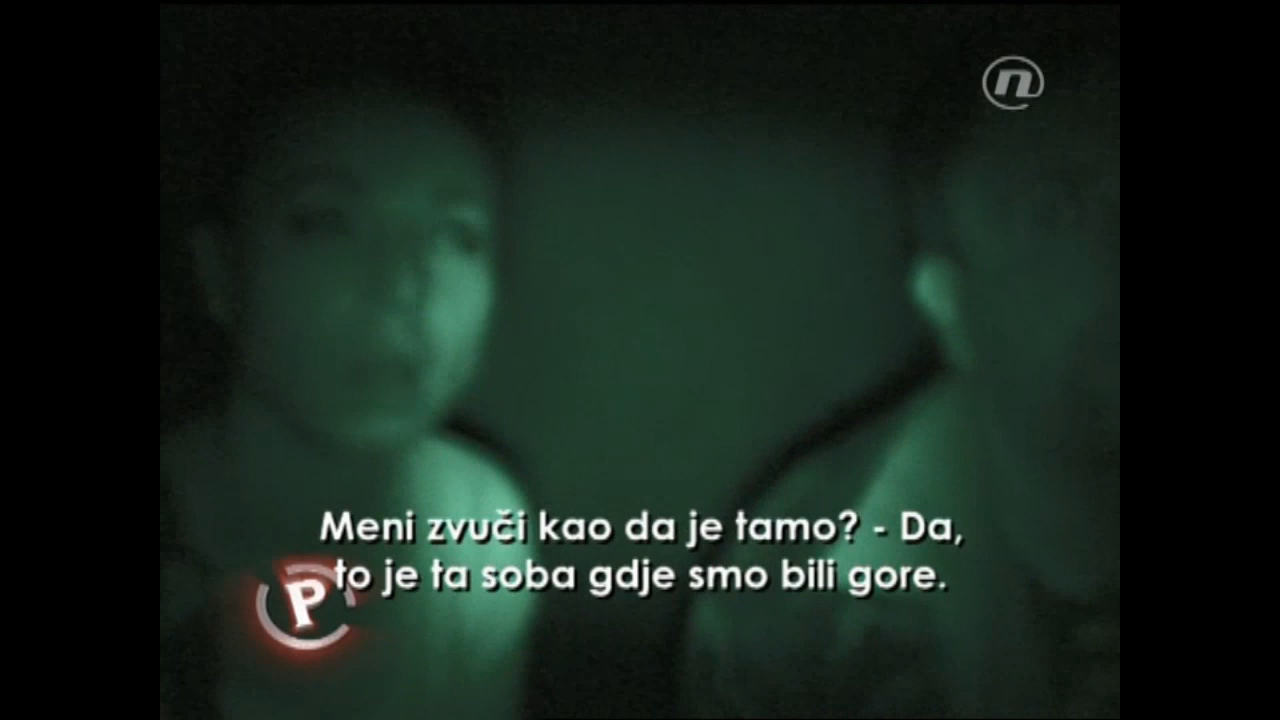 n
Meni zvuči kao da je tamo? - Da,
to je ta soba gdje smo bili gore.
P